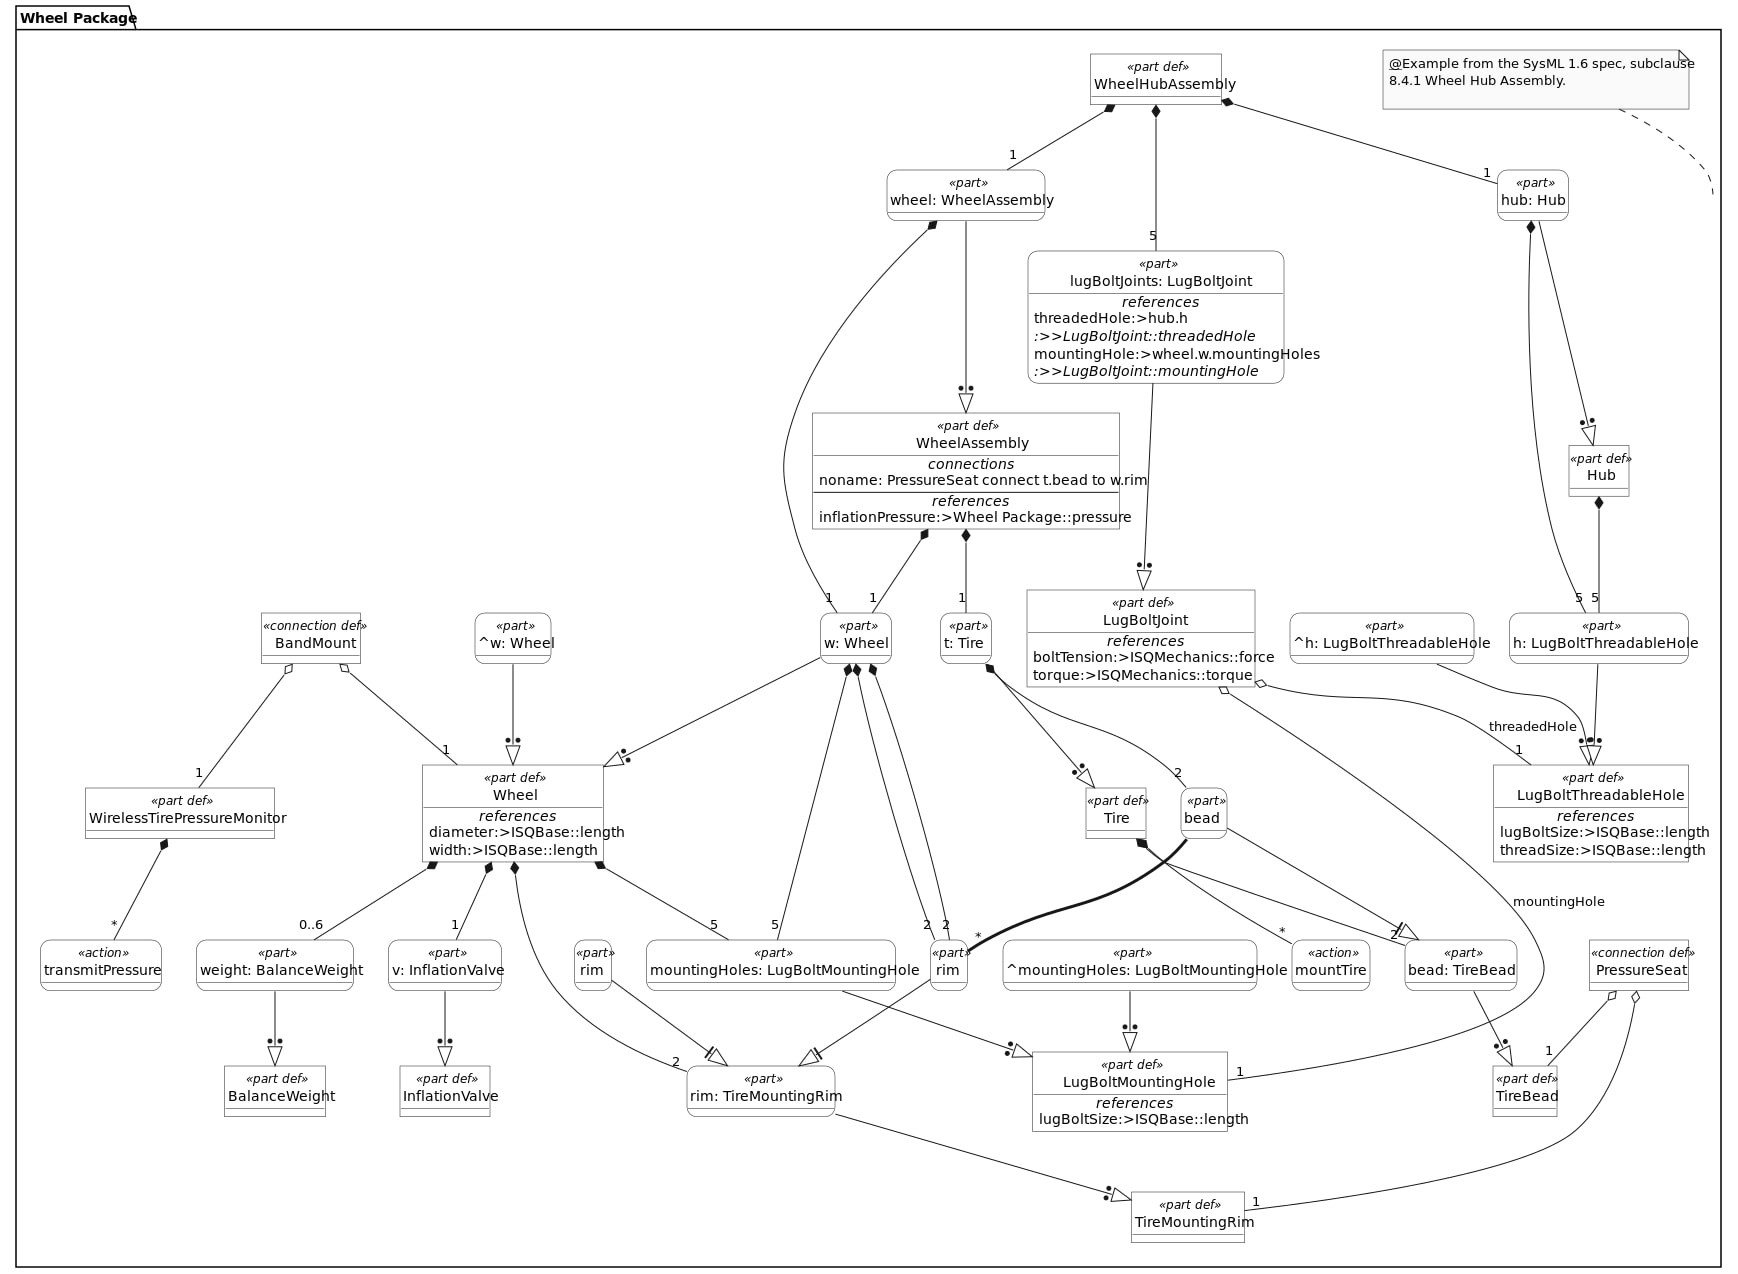 Wheel Package
«part def»
WheelHubAssembly
@Example from the SysML 1.6 spec, subclause
8.4.1 Wheel Hub Assembly.
1
5
1
«part»
wheel: WheelAssembly
«part»
hub: Hub
«part»
lugBoltJoints: LugBoltJoint
references
threadedHole:>hub.h
:>>LugBoltJoint::threadedHole
mountingHole:>wheel.w.mountingHoles
:>>LugBoltJoint::mountingHole
«part def»
WheelAssembly
connections
noname: PressureSeat connect t.bead to w.rim
references
inflationPressure:>Wheel Package::pressure
«part def»
Hub
1
1
1
5
5
«connection def»
BandMount
«part»
^w: Wheel
«part»
w: Wheel
«part»
t: Tire
«part def»
LugBoltJoint
references
boltTension:>ISQMechanics::force
torque:>ISQMechanics::torque
«part»
^h: LugBoltThreadableHole
«part»
h: LugBoltThreadableHole
threadedHole
1
1
1
2
«part def»
WirelessTirePressureMonitor
«part def»
Wheel
references
diameter:>ISQBase::length
width:>ISQBase::length
«part def»
Tire
«part»
bead
«part def»
LugBoltThreadableHole
references
lugBoltSize:>ISQBase::length
threadSize:>ISQBase::length
mountingHole
*
0..6
1
5
5
2
2
*
*
2
«action»
transmitPressure
«part»
weight: BalanceWeight
«part»
v: InflationValve
«part»
rim
«part»
mountingHoles: LugBoltMountingHole
«part»
rim
«part»
^mountingHoles: LugBoltMountingHole
«action»
mountTire
«part»
bead: TireBead
«connection def»
PressureSeat
2
1
1
«part def»
BalanceWeight
«part def»
InflationValve
«part»
rim: TireMountingRim
«part def»
LugBoltMountingHole
references
lugBoltSize:>ISQBase::length
«part def»
TireBead
1
«part def»
TireMountingRim